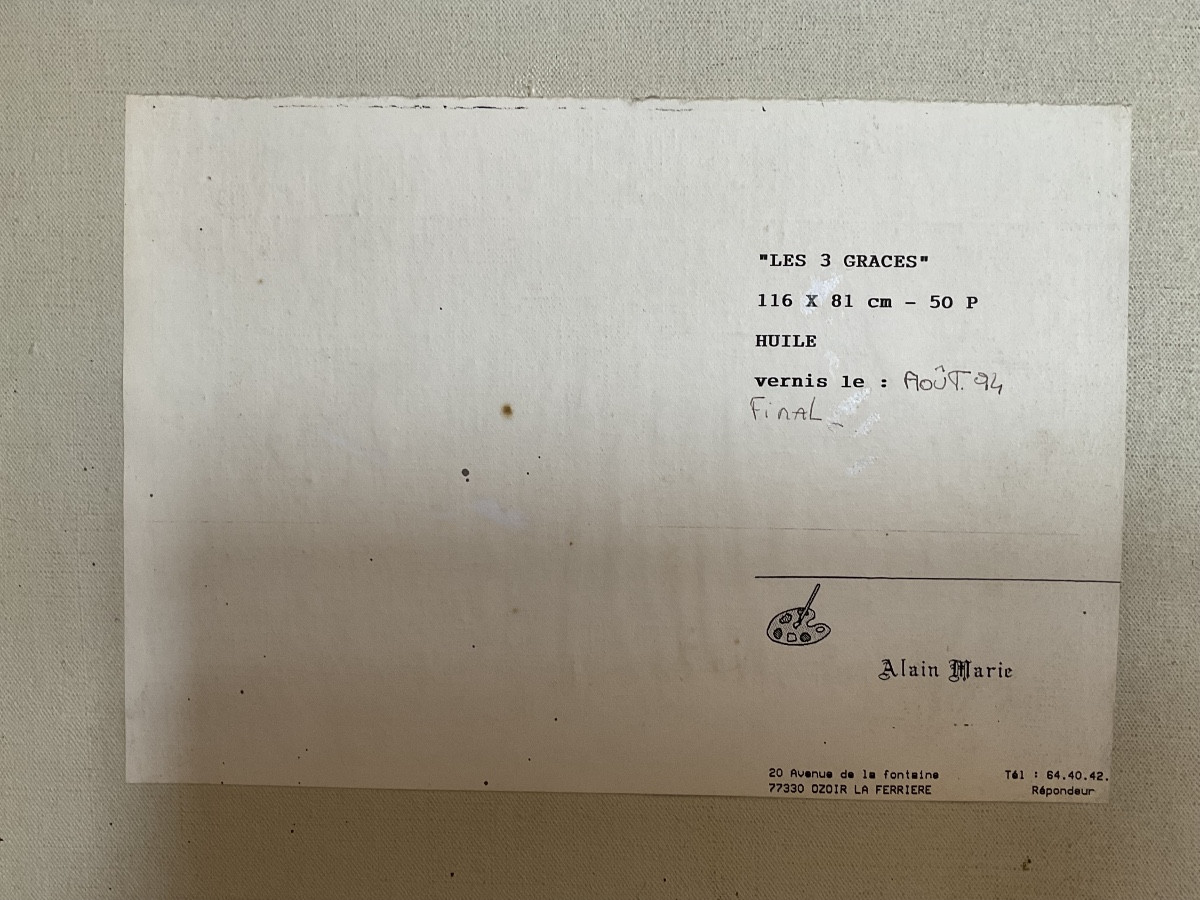 "LES 3 GRACES"
116 X 81 cm - 50 P
HUILE
vernis le : AOÛT. 94
FINAL
Alain Marie
20 Avenue de la fontaine
77330 OZOIR LA FERRIERE
Tél : 64.40.42.
Répondeur